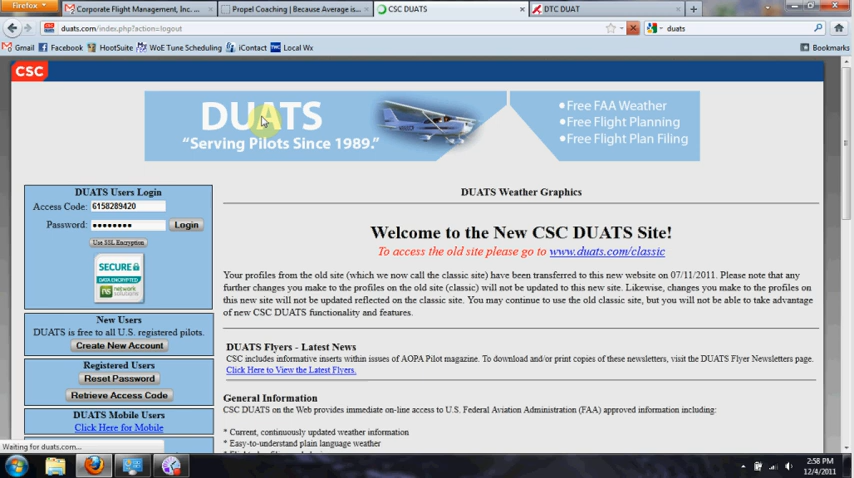 Firefox
Corporate Flight Management, Inc. ...
Propel Coaching | Because Average is...
CSC DUATS
DTC DUAT
duats.com/index.php?action=logout
duats
Gmail
Facebook
HootSuite
WoE Tune Scheduling
iContact
Local Wx
Bookmarks
CSC
DUATS
"Serving Pilots Since 1989."
Free FAA Weather
Free Flight Planning
Free Flight Plan Filing
DUATS Users Login
Access Code: 6158289420
Password:
Login
Use SSL Encryption
SECURE
DATA ENCRYPTED
network solutions
New Users
DUATS is free to all U.S. registered pilots.
Create New Account
Registered Users
Reset Password
Retrieve Access Code
DUATS Mobile Users
Click Here for Mobile
DUATS Weather Graphics
Welcome to the New CSC DUATS Site!
To access the old site please go to www.duats.com/classic
Your profiles from the old site (which we now call the classic site) have been transferred to this new website on 07/11/2011. Please note that any
further changes you make to the profiles on the old site (classic) will not be updated to this new site. Likewise, changes you make to the profiles on
this new site will not be updated reflected on the classic site. You may continue to use the old classic site, but you will not be able to take advantage
of new CSC DUATS functionality and features.
DUATS Flyers - Latest News
CSC includes informative inserts within issues of AOPA Pilot magazine. To download and/or print copies of these newsletters, visit the DUATS Flyer Newsletters page.
Click Here to View the Latest Flyers.
General Information
CSC DUATS on the Web provides immediate on-line access to U.S. Federal Aviation Administration (FAA) approved information including:
* Current, continuously updated weather information
* Easy-to-understand plain language weather
Waiting for duats.com...
2:58 PM
12/4/2011